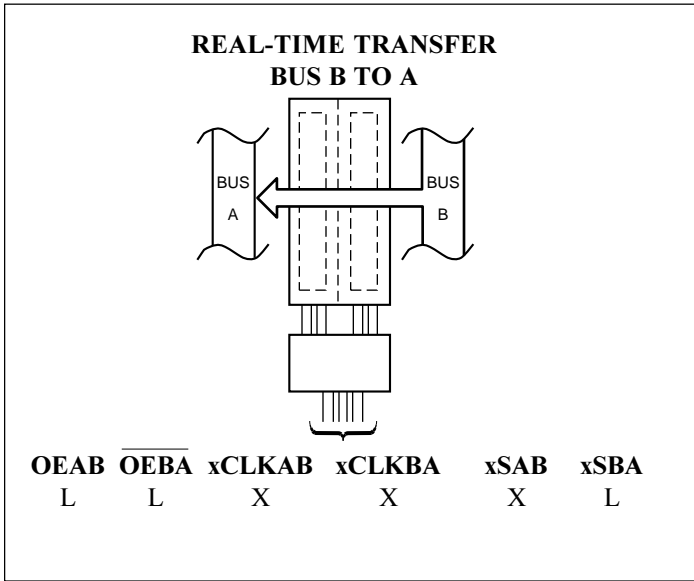 REAL-TIME TRANSFER
BUS B TO A
BUS
A
BUS
B
OEAB OEBA xCLKAB xCLKBA xSAB xSBA
L L X X X L